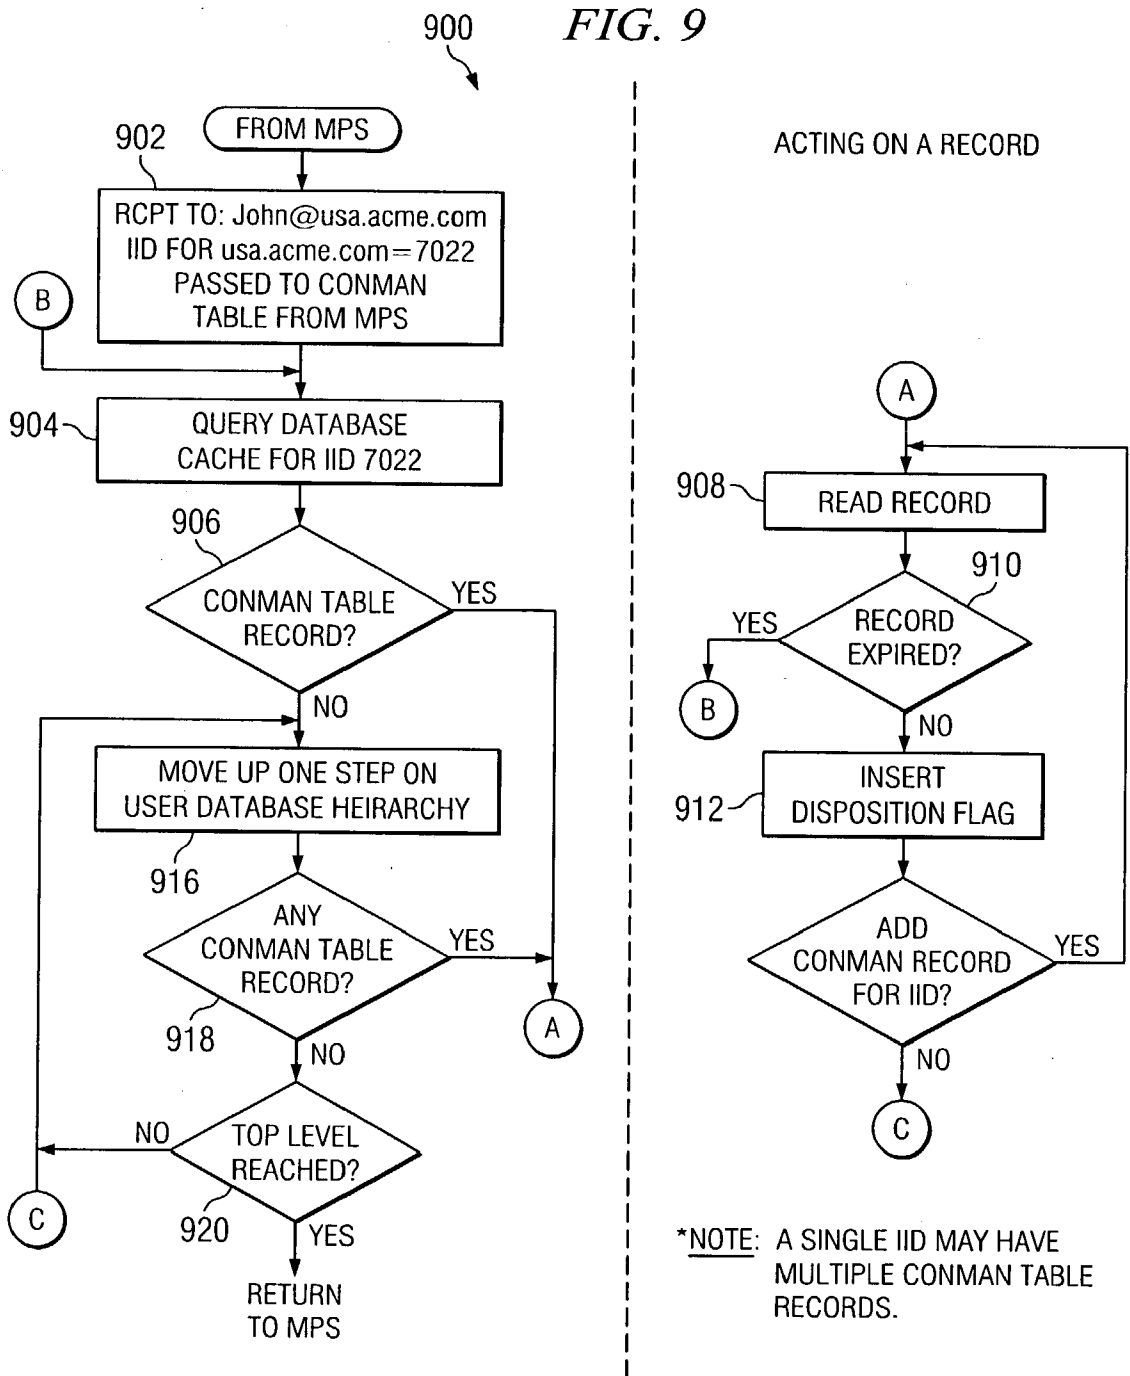 FIG. 9
900
FROM MPS
902
RCPT TO: John@usa.acme.com
IID FOR usa.acme.com=7022
PASSED TO CONMAN
TABLE FROM MPS
B
904
QUERY DATABASE
CACHE FOR IID 7022
906
CONMAN TABLE
RECORD?
YES
NO
MOVE UP ONE STEP ON
USER DATABASE HEIRARCHY
916
ANY
CONMAN TABLE
RECORD?
YES
918
NO
A
TOP LEVEL
REACHED?
NO
920
YES
C
RETURN
TO MPS
ACTING ON A RECORD
A
908
READ RECORD
910
RECORD
EXPIRED?
YES
B
NO
912
INSERT
DISPOSITION FLAG
ADD
CONMAN RECORD
FOR IID?
YES
NO
C
*NOTE: A SINGLE IID MAY HAVE
MULTIPLE CONMAN TABLE
RECORDS.